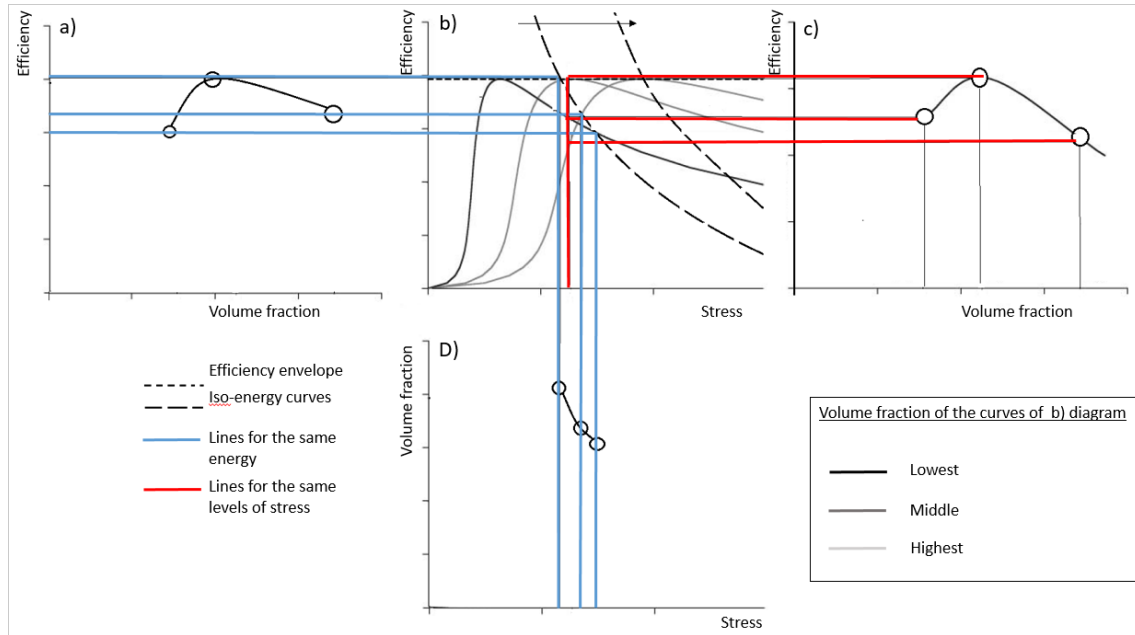 a)
Efficiency
Volume fraction
b)
Efficiency
Stress
c)
Efficiency
Volume fraction
D)
Volume fraction
Stress
Efficiency envelope
Iso-energy curves
Lines for the same
energy
Lines for the same
levels of stress
Volume fraction of the curves of b) diagram
Lowest
Middle
Highest